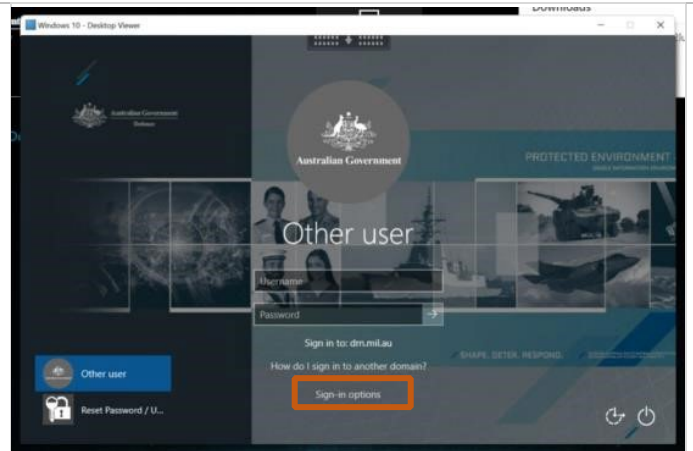 Downloads
Windows 10 - Desktop Viewer
Australian Government
Defence
Australian Government
PROTECTED ENVIRONMENT
Other user
Username
Password
Sign in to: drn.mil.au
How do I sign in to another domain?
SHAPE. DETER. RESPOND.
Sign-in options
Other user
Reset Password / U...